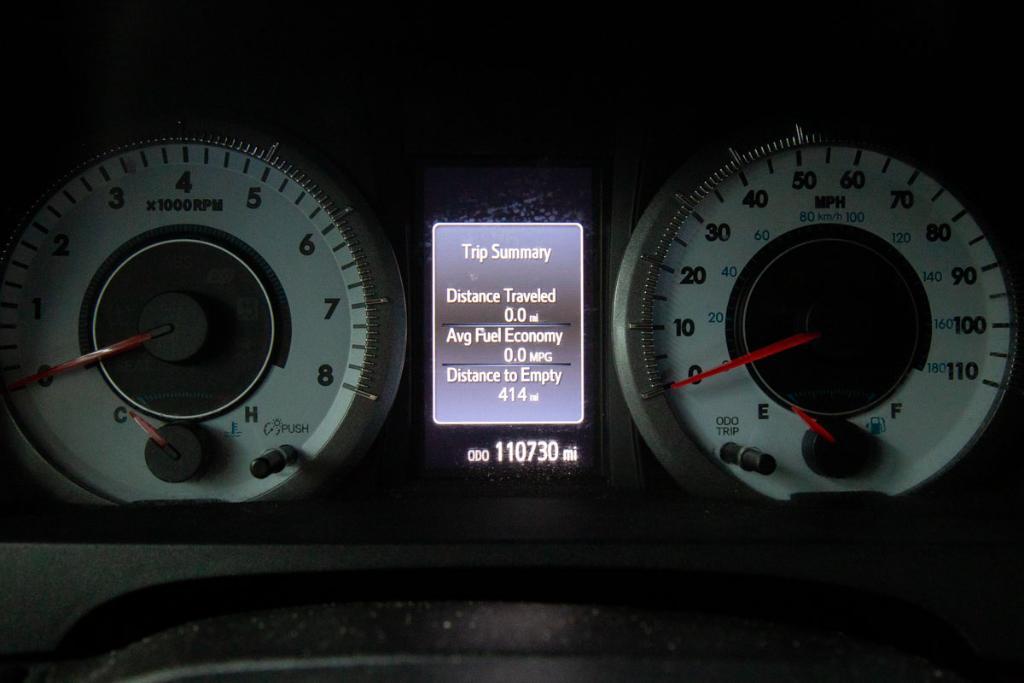 0
1
2
3
4
5
6
7
8
×1000RPM
C
H
PUSH
Trip Summary
Distance Traveled
0.0 mi
Avg Fuel Economy
0.0 MPG
Distance to Empty
414 mi
ODO 110730 mi
0
10
20
30
40
50
60
70
80
90
100
110
MPH
20
40
60
80 km/h 100
120
140
160
180
ODO
TRIP
E
F